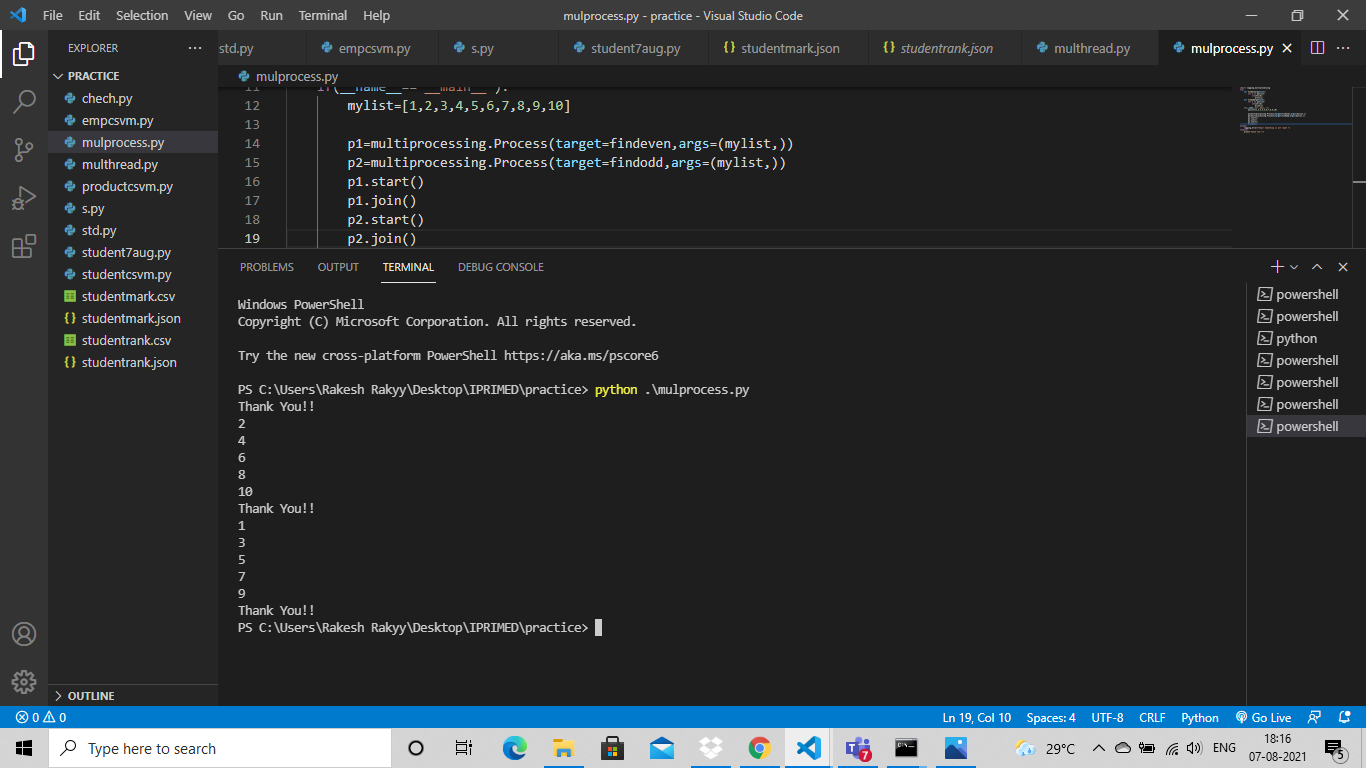 File Edit Selection View Go Run Terminal Help
mulprocess.py - practice - Visual Studio Code
EXPLORER
PRACTICE
chech.py
empcsvm.py
mulprocess.py
multhread.py
productcsvm.py
s.py
std.py
student7aug.py
studentcsvm.py
studentmark.csv
studentmark.json
studentrank.csv
studentrank.json
OUTLINE
std.py empcsvm.py s.py student7aug.py studentmark.json studentrank.json multhread.py mulprocess.py
mulprocess.py
11 if(__name__=="__main__"):
12 mylist=[1,2,3,4,5,6,7,8,9,10]
13
14 p1=multiprocessing.Process(target=findeven,args=(mylist,))
15 p2=multiprocessing.Process(target=findodd,args=(mylist,))
16 p1.start()
17 p1.join()
18 p2.start()
19 p2.join()
PROBLEMS OUTPUT TERMINAL DEBUG CONSOLE
Windows PowerShell
Copyright (C) Microsoft Corporation. All rights reserved.
Try the new cross-platform PowerShell https://aka.ms/pscore6
PS C:\Users\Rakesh Rakyy\Desktop\IPRIMED\practice> python .\mulprocess.py
Thank You!!
2
4
6
8
10
Thank You!!
1
3
5
7
9
Thank You!!
PS C:\Users\Rakesh Rakyy\Desktop\IPRIMED\practice>
powershell
powershell
python
powershell
powershell
powershell
powershell
0 0
Ln 19, Col 10 Spaces: 4 UTF-8 CRLF Python Go Live
Type here to search
7
29°C
ENG
18:16
07-08-2021
5